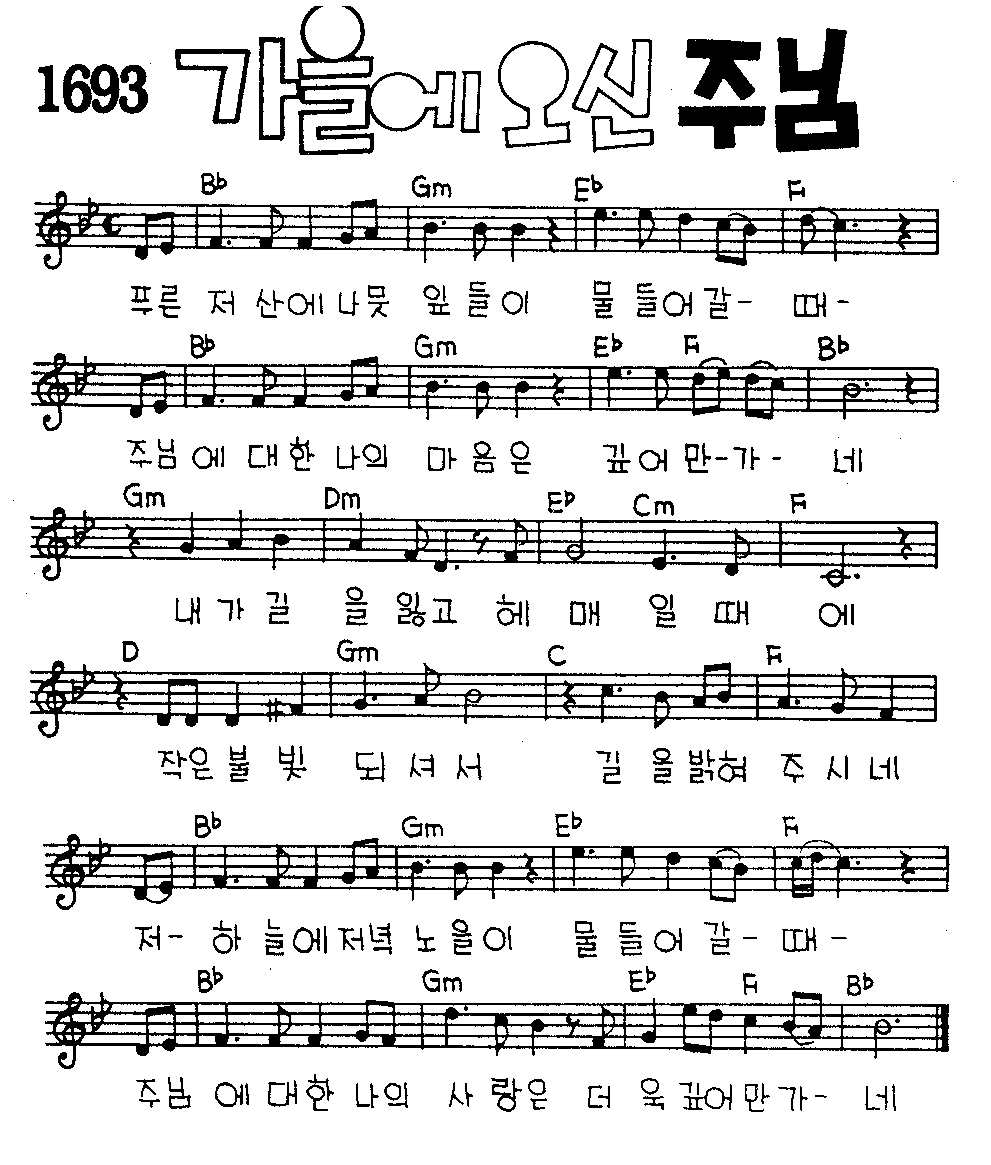 1693 가을에 오신 주님
B♭ Gm E♭ F
푸른 저 산에 나뭇 잎 들이 물 들어 갈- 때-
B♭ Gm E♭ F B♭
주님 에 대한 나의 마 음은 깊어 만-가- 네
Gm Dm E♭ Cm F
내 가 길 을 잃고 헤 매 일 때 에
D Gm C F
작은 불 빛 되 셔 서 길 을 밝혀 주 시 네
B♭ Gm E♭ F
저- 하 늘에 저녁 노 을이 물 들어 갈- 때-
B♭ Gm E♭ F B♭
주님 에 대한 나의 사 랑은 더 욱 깊어만 가- 네